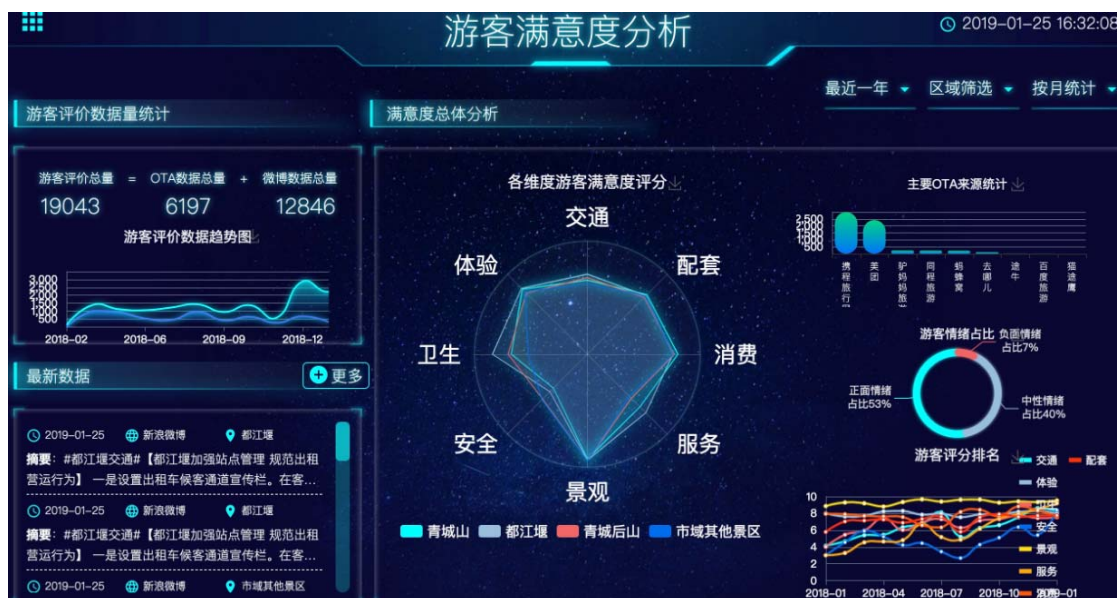 游客满意度分析
2019-01-25 16:32:08
最近一年
区域筛选
按月统计
游客评价数据量统计
游客评价总量 = OTA数据总量 + 微博数据总量
19043 6197 12846
游客评价数据趋势图
3,000
500
2018-02 2018-06 2018-09 2018-12
最新数据
更多
2019-01-25 新浪微博 都江堰
摘要：#都江堰交通#【都江堰加强站点管理 规范出租
营运行为】 一是设置出租车候客通道宣传栏。在客...
2019-01-25 新浪微博 都江堰
摘要：#都江堰交通#【都江堰加强站点管理 规范出租
营运行为】 一是设置出租车候客通道宣传栏。在客...
2019-01-25 新浪微博 市域其他景区
满意度总体分析
各维度游客满意度评分
交通
体验
配套
卫生
消费
安全
服务
景观
青城山 都江堰 青城后山 市域其他景区
主要OTA来源统计
2,500
500
携程旅行
美团
驴妈妈旅游
同程旅游
蚂蜂窝
去哪儿
途牛
百度旅游
猫途鹰
游客情绪占比
负面情绪
占比7%
正面情绪
占比53%
中性情绪
占比40%
游客评分排名
交通 配套
体验
安全
景观
服务
10
8
6
4
2
0
2018-01 2018-04 2018-07 2018-10